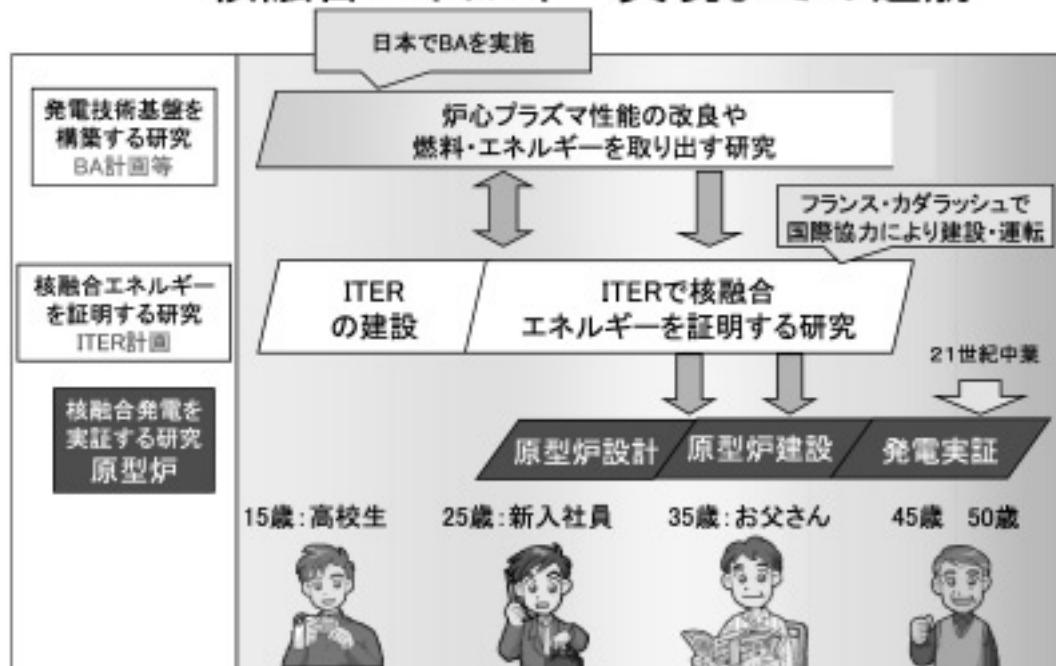 日本でBAを実施
発電技術基盤を
構築する研究
BA計画等
炉心プラズマ性能の改良や
燃料・エネルギーを取り出す研究
フランス・カダラッシュで
国際協力により建設・運転
核融合エネルギー
を証明する研究
ITER計画
ITER
の建設
ITERで核融合
エネルギーを証明する研究
21世紀中葉
核融合発電を
実証する研究
原型炉
原型炉設計
原型炉建設
発電実証
15歳：高校生
25歳：新入社員
35歳：お父さん
45歳　50歳